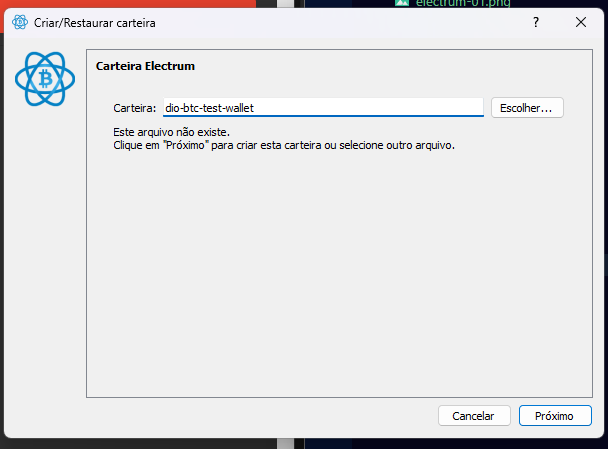 electrum-01.png
Criar/Restaurar carteira
?
Carteira Electrum
Carteira: dio-btc-test-wallet Escolher...
Este arquivo não existe.
Clique em "Próximo" para criar esta carteira ou selecione outro arquivo.
Cancelar Próximo